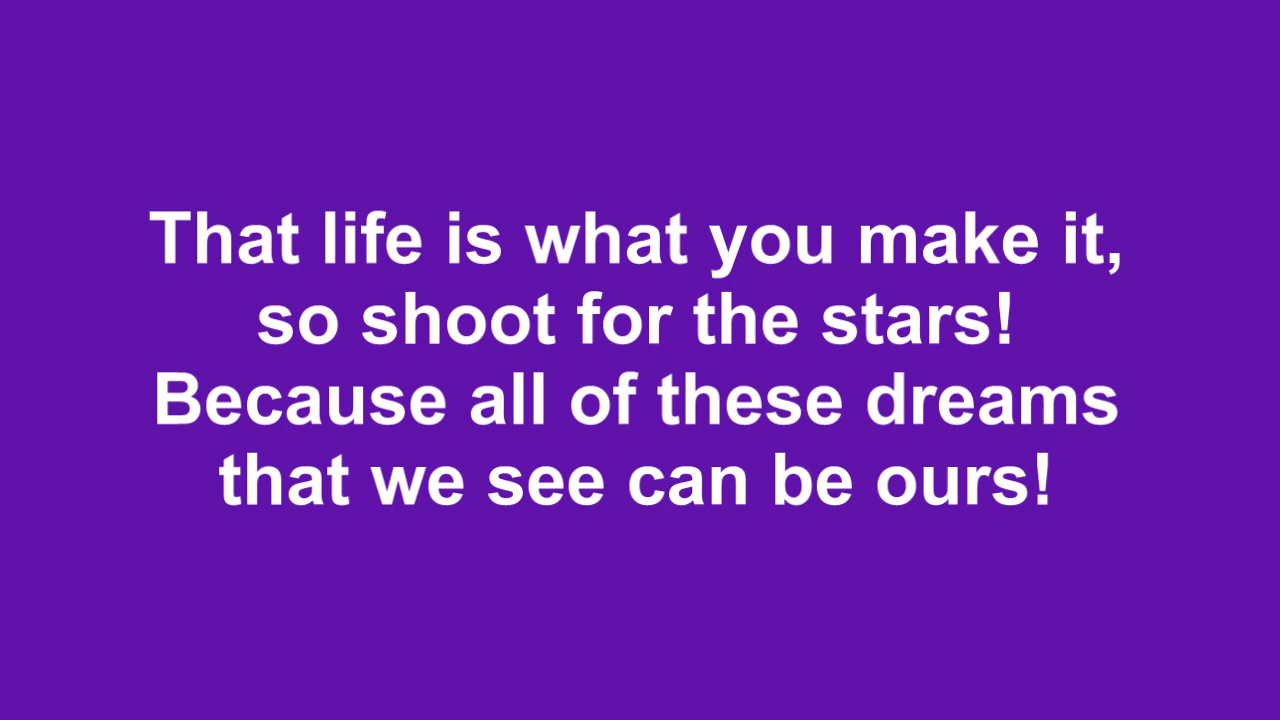 That life is what you make it,
so shoot for the stars!
Because all of these dreams
that we see can be ours!